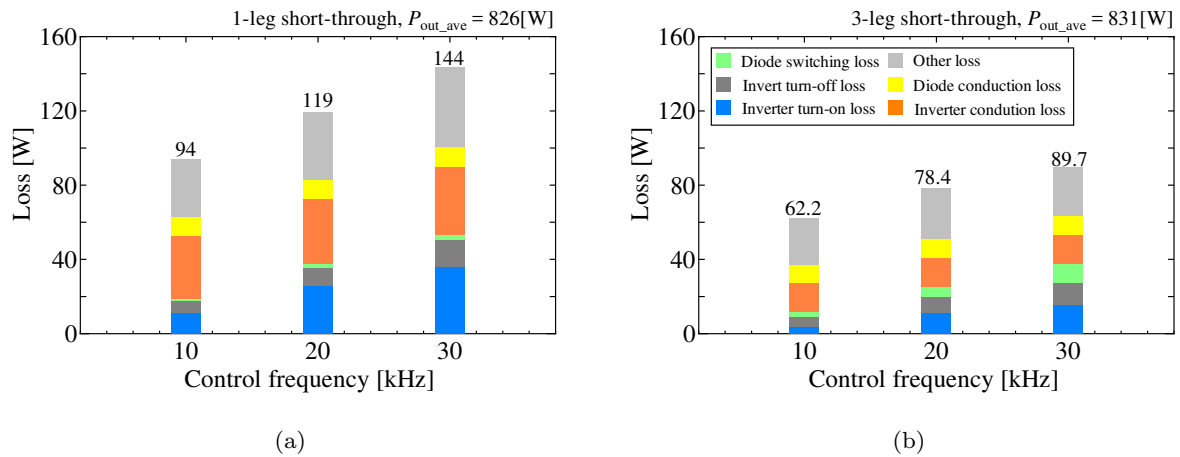 1-leg short-through, P_out_ave = 826[W]
160
120
80
40
0
Loss [W]
94
119
144
10
20
30
Control frequency [kHz]
(a)
3-leg short-through, P_out_ave = 831[W]
160
120
80
40
0
Loss [W]
Diode switching loss
Other loss
Invert turn-off loss
Diode conduction loss
Inverter turn-on loss
Inverter condution loss
62.2
78.4
89.7
10
20
30
Control frequency [kHz]
(b)